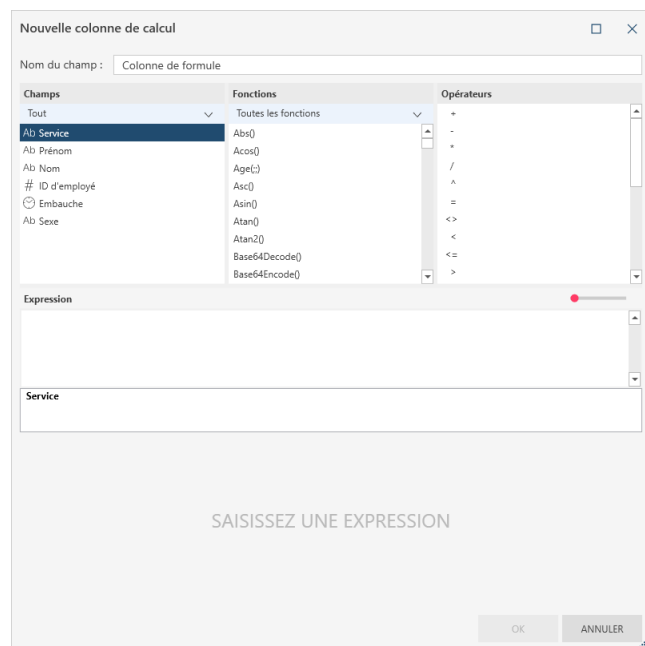 Nouvelle colonne de calcul
Nom du champ : Colonne de formule
Champs Fonctions Opérateurs
Tout Toutes les fonctions +
Ab Service Abs() -
Ab Prénom Acos() *
Ab Nom Age(;;) /
# ID d'employé Asc() ^
Embauche Asin() =
Ab Sexe Atan() <>
Atan2() <
Base64Decode() <=
Base64Encode() >
Expression
Service
SAISISSEZ UNE EXPRESSION
OK ANNULER